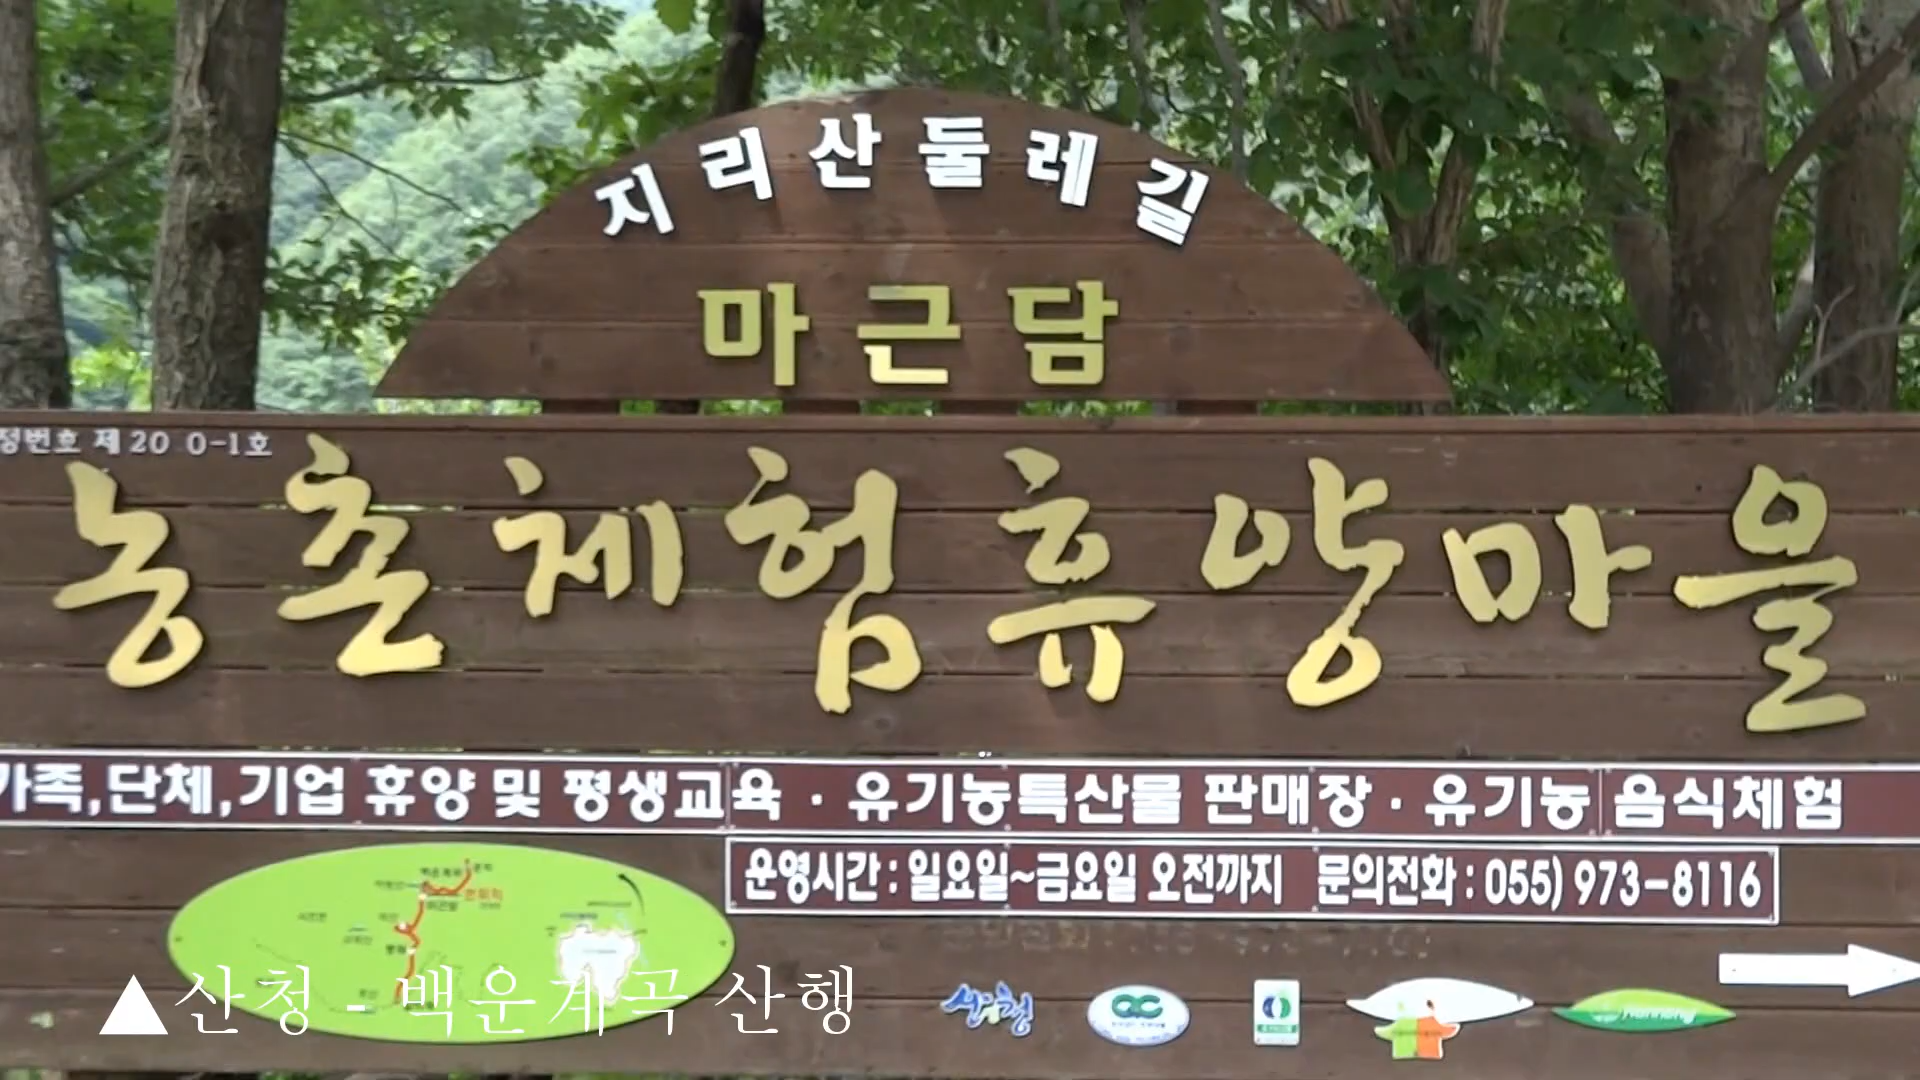 지리산둘레길
마근담
정번호 제20 0-1호
농촌체험휴양마을
가족,단체,기업 휴양 및 평생교육 · 유기농특산물 판매장 · 유기농 음식체험
운영시간 : 일요일~금요일 오전까지 문의전화 : 055) 973-8116
▲산청 - 백운계곡 산행
산청